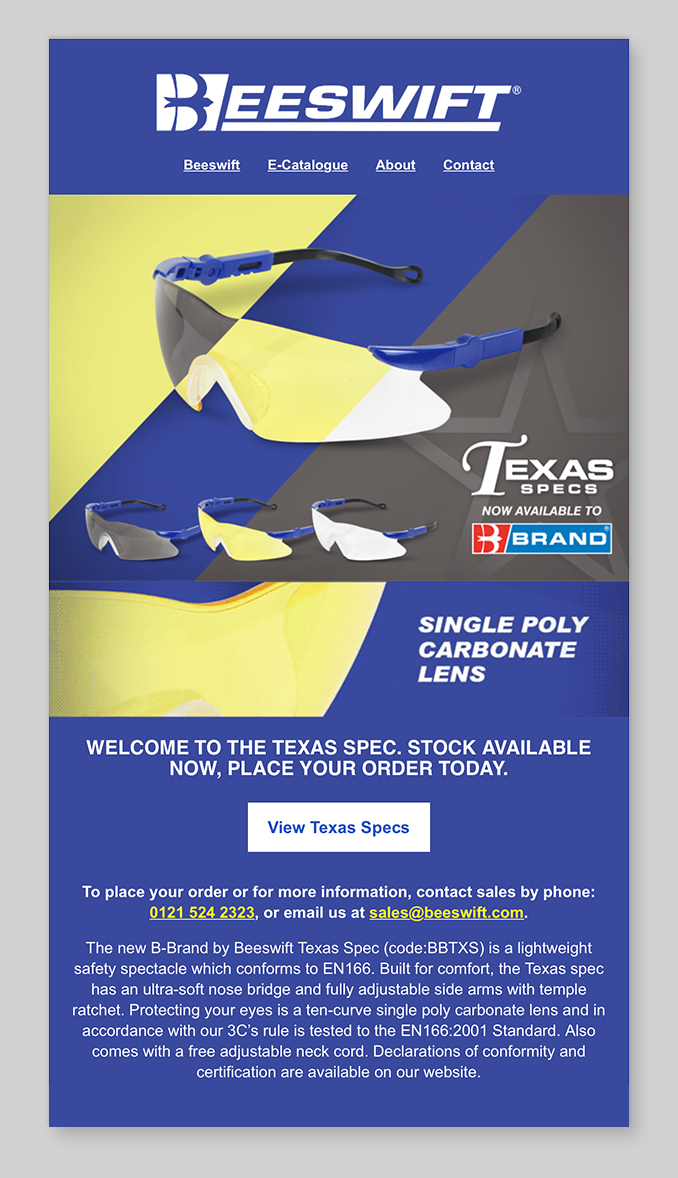 BEESWIFT®
Beeswift E-Catalogue About Contact
TEXAS
SPECS
NOW AVAILABLE TO
B BRAND®
SINGLE POLY
CARBONATE
LENS
WELCOME TO THE TEXAS SPEC. STOCK AVAILABLE
NOW, PLACE YOUR ORDER TODAY.
View Texas Specs
To place your order or for more information, contact sales by phone:
0121 524 2323, or email us at sales@beeswift.com.
The new B-Brand by Beeswift Texas Spec (code:BBTXS) is a lightweight
safety spectacle which conforms to EN166. Built for comfort, the Texas spec
has an ultra-soft nose bridge and fully adjustable side arms with temple
ratchet. Protecting your eyes is a ten-curve single poly carbonate lens and in
accordance with our 3C’s rule is tested to the EN166:2001 Standard. Also
comes with a free adjustable neck cord. Declarations of conformity and
certification are available on our website.